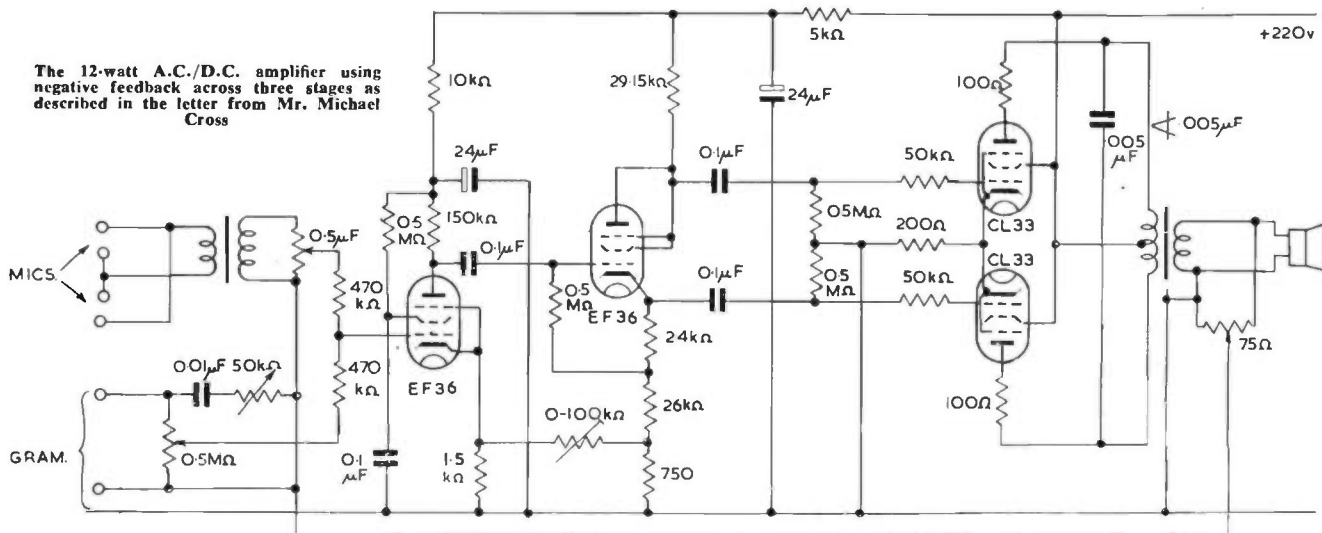 The 12-watt A.C./D.C. amplifier using
negative feedback across three stages as
described in the letter from Mr. Michael
Cross
5kΩ
+220v
10kΩ
29·15kΩ
24μF
100Ω
·005μF
·005
μF
24μF
0·1μF
50kΩ
CL33
0·5
MΩ
150kΩ
0·1μF
05MΩ
200Ω
CL33
MICS.
0·5μF
470
kΩ
0·5
MΩ
EF36
0·1μF
0·5
MΩ
50kΩ
75Ω
0·01μF
50kΩ
470
kΩ
EF36
24kΩ
26kΩ
100Ω
GRAM.
0·5MΩ
0·1
μF
1·5
kΩ
0-100kΩ
750